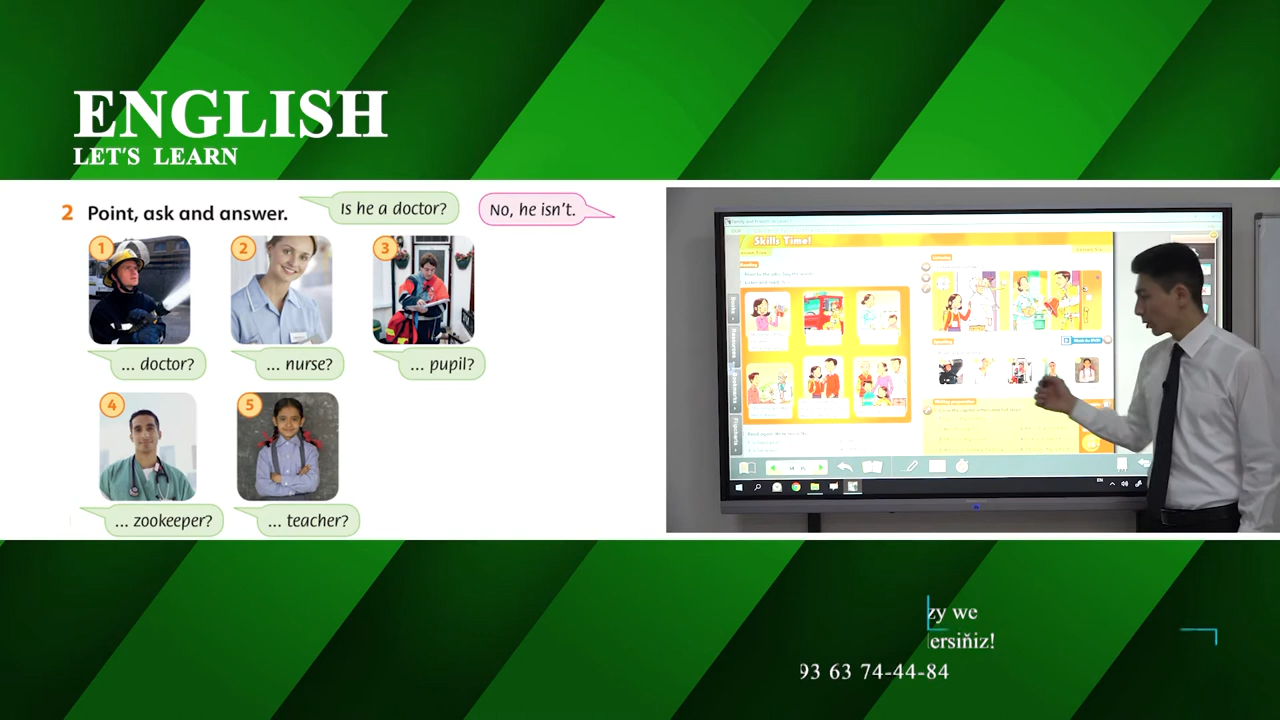 ENGLISH
LET'S LEARN
2 Point, ask and answer.
Is he a doctor?
No, he isn't.
1
2
3
... doctor?
... nurse?
... pupil?
4
5
... zookeeper?
... teacher?
Skills Time!
zy we
ersiňiz!
93 63 74-44-84